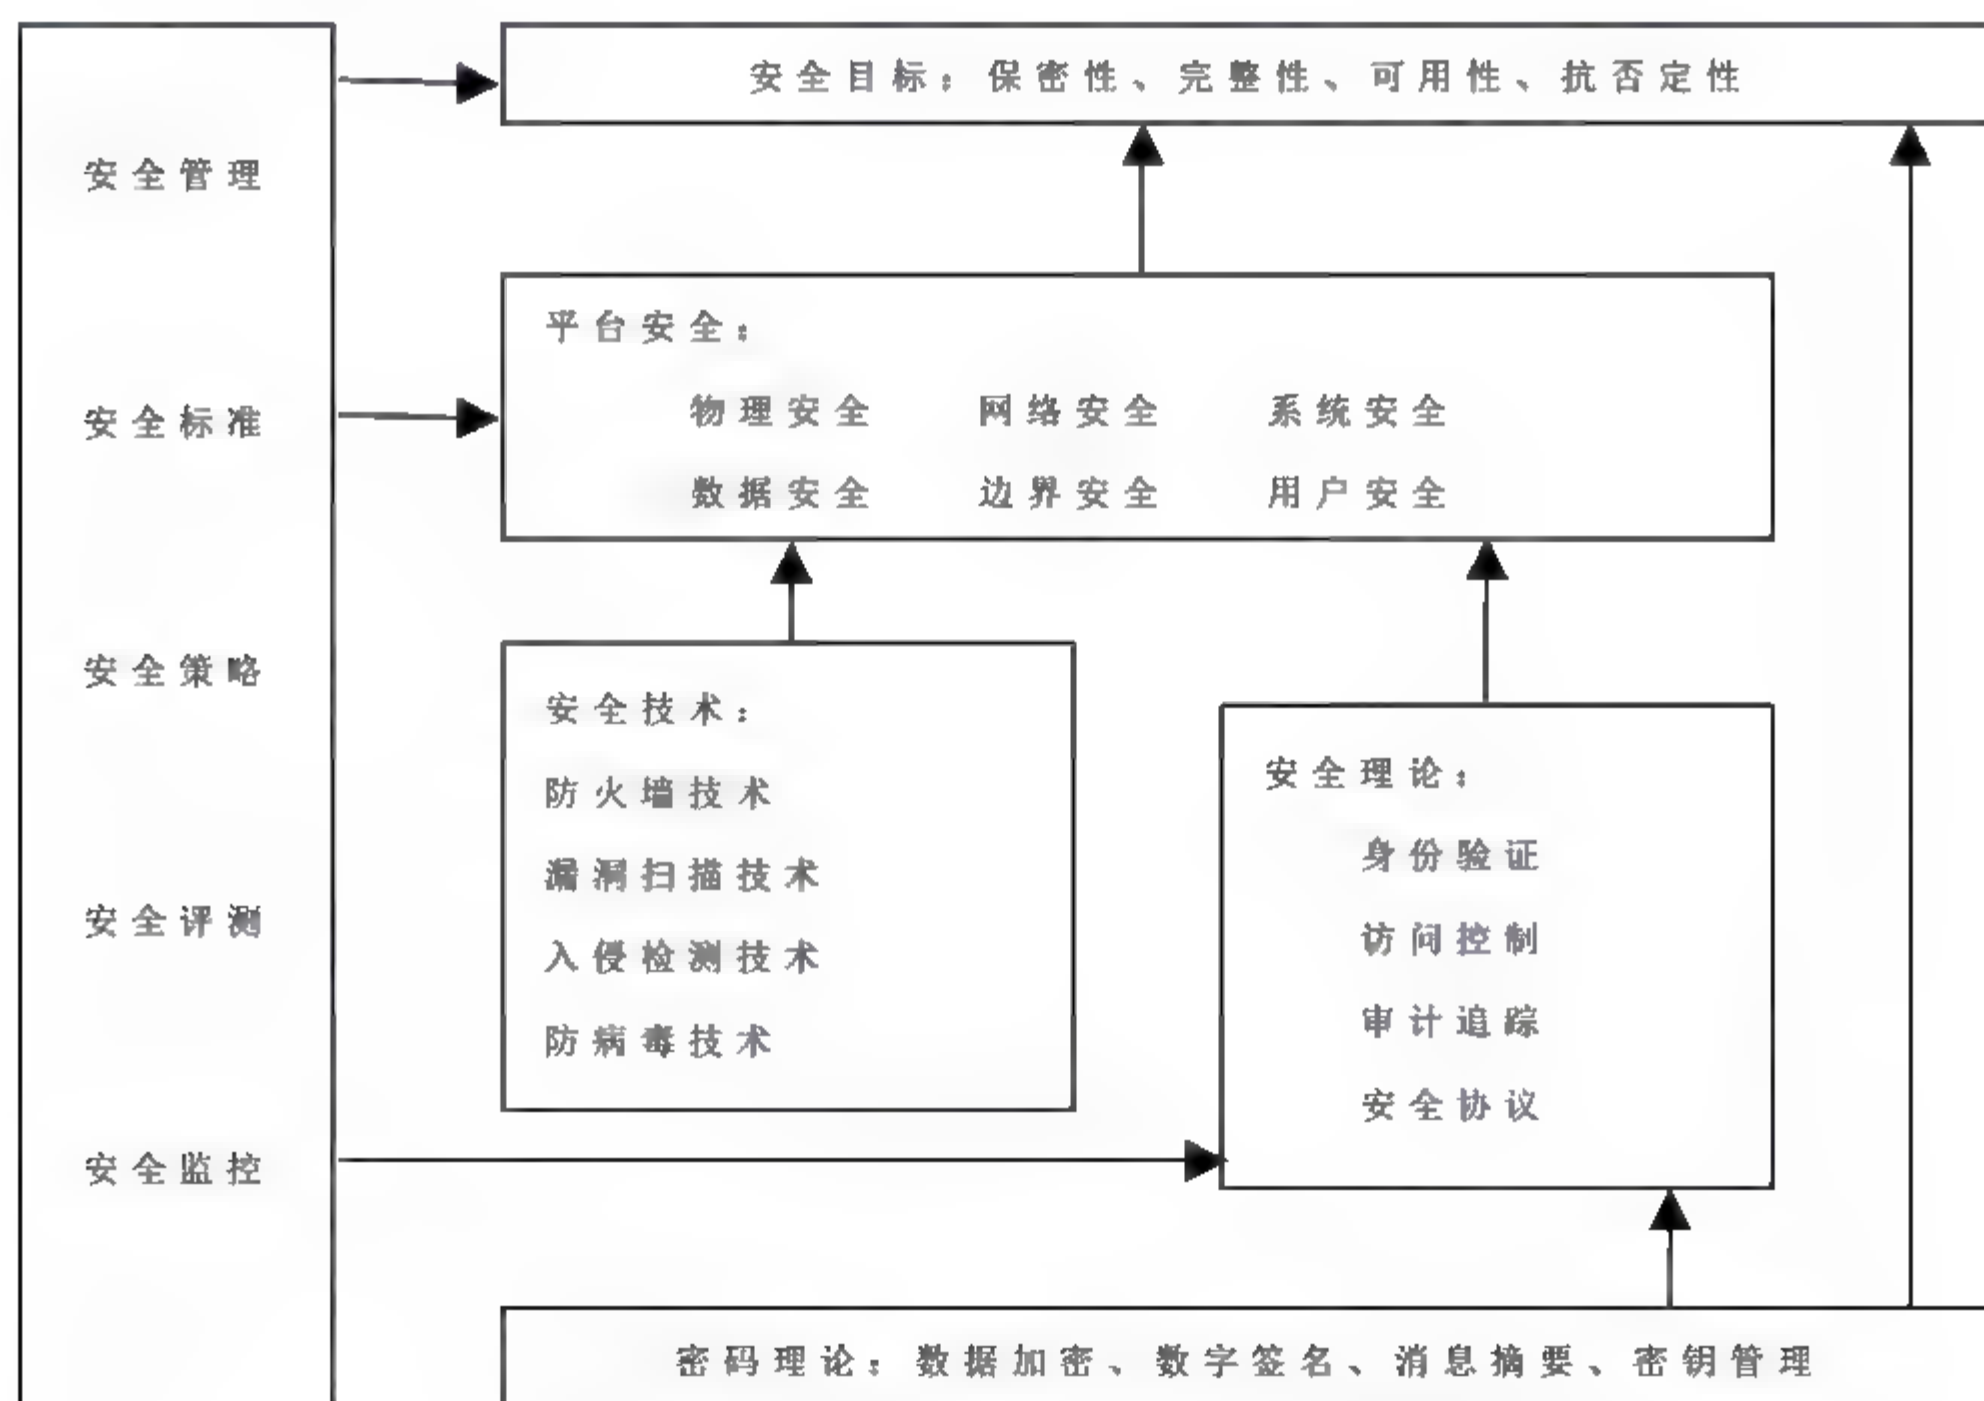 安全目标：保密性、完整性、可用性、抗否定性
安全管理
安全标准
安全策略
安全评测
安全监控
平台安全：
物理安全 网络安全 系统安全
数据安全 边界安全 用户安全
安全技术：
防火墙技术
漏洞扫描技术
入侵检测技术
防病毒技术
安全理论：
身份验证
访问控制
审计追踪
安全协议
密码理论：数据加密、数字签名、消息摘要、密钥管理